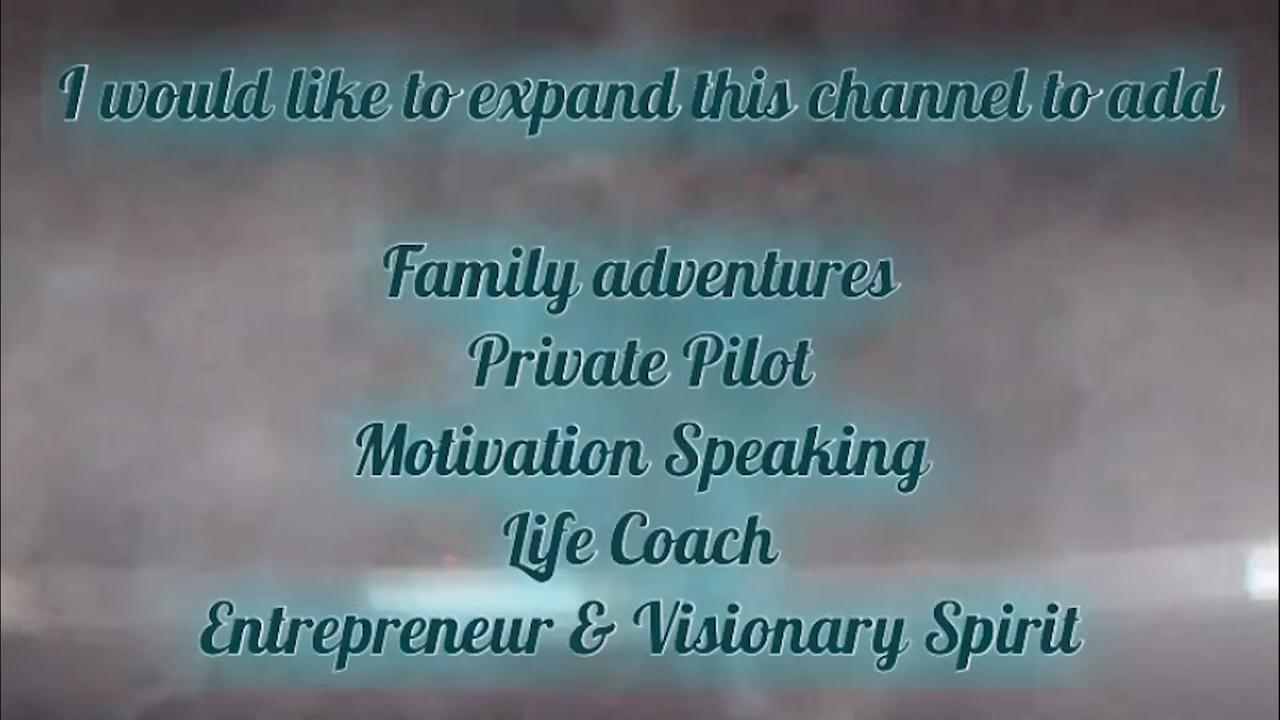 I would like to expand this channel to add
Family adventures
Private Pilot
Motivation Speaking
Life Coach
Entrepreneur & Visionary Spirit